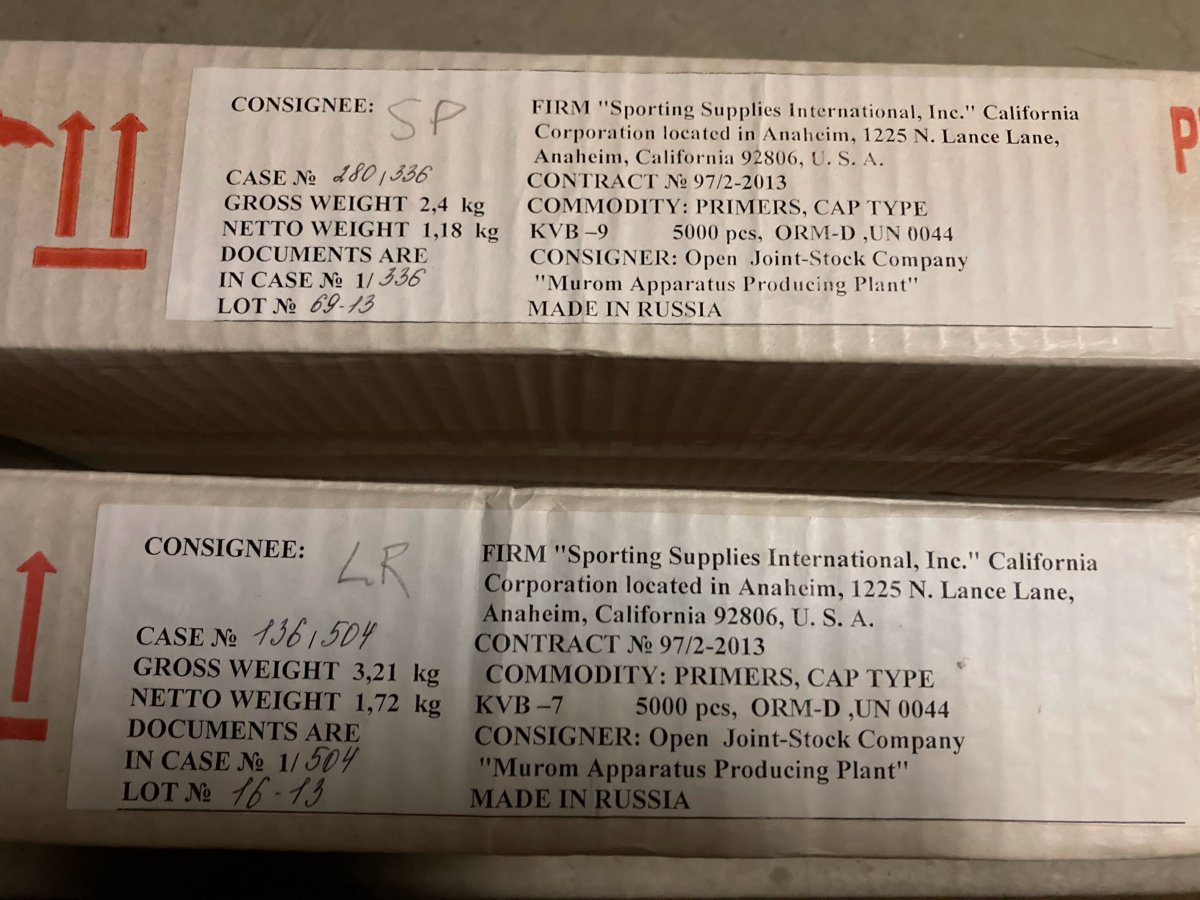 CONSIGNEE: SP
CASE № 280/336
GROSS WEIGHT 2,4 kg
NETTO WEIGHT 1,18 kg
DOCUMENTS ARE
IN CASE № 1/336
LOT № 69-13
FIRM "Sporting Supplies International, Inc." California
Corporation located in Anaheim, 1225 N. Lance Lane,
Anaheim, California 92806, U. S. A.
CONTRACT № 97/2-2013
COMMODITY: PRIMERS, CAP TYPE
KVB –9 5000 pcs, ORM-D ,UN 0044
CONSIGNER: Open Joint-Stock Company
"Murom Apparatus Producing Plant"
MADE IN RUSSIA
CONSIGNEE: LR
CASE № 136/504
GROSS WEIGHT 3,21 kg
NETTO WEIGHT 1,72 kg
DOCUMENTS ARE
IN CASE № 1/504
LOT № 16-13
FIRM "Sporting Supplies International, Inc." California
Corporation located in Anaheim, 1225 N. Lance Lane,
Anaheim, California 92806, U. S. A.
CONTRACT № 97/2-2013
COMMODITY: PRIMERS, CAP TYPE
KVB –7 5000 pcs, ORM-D ,UN 0044
CONSIGNER: Open Joint-Stock Company
"Murom Apparatus Producing Plant"
MADE IN RUSSIA